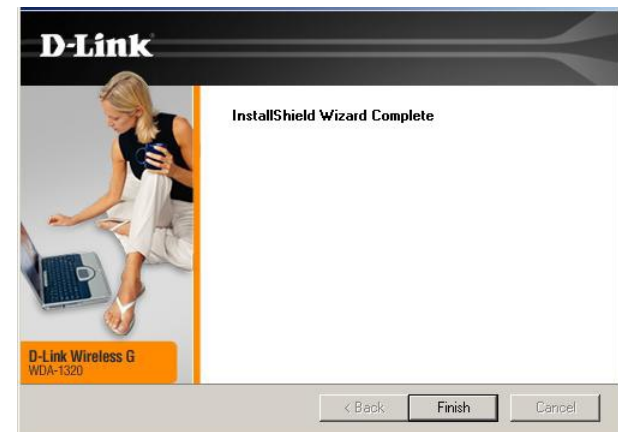 D-Link
InstallShield Wizard Complete
D-Link Wireless G
WDA-1320
< Back
Finish
Cancel